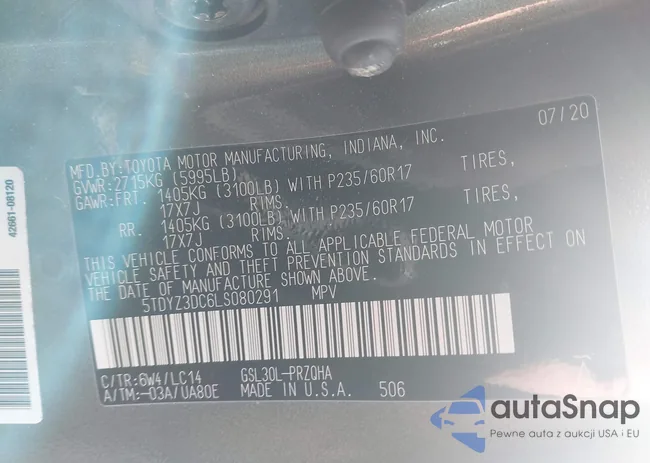 07/20
MFD.BY:TOYOTA MOTOR MANUFACTURING, INDIANA, INC.
GVWR:2715KG (5995LB)
GAWR:FRT. 1405KG (3100LB) WITH P235/60R17 TIRES,
17X7J RIMS.
RR. 1405KG (3100LB) WITH P235/60R17 TIRES,
17X7J RIMS.
THIS VEHICLE CONFORMS TO ALL APPLICABLE FEDERAL MOTOR
VEHICLE SAFETY AND THEFT PREVENTION STANDARDS IN EFFECT ON
THE DATE OF MANUFACTURE SHOWN ABOVE.
5TDYZ3DC6LS080291 MPV
C/TR:6W4/LC14 GSL30L-PRZQHA
A/TM:-03A/UA80E MADE IN U.S.A. 506
42661-08120
autaSnap
Pewne auta z aukcji USA i EU